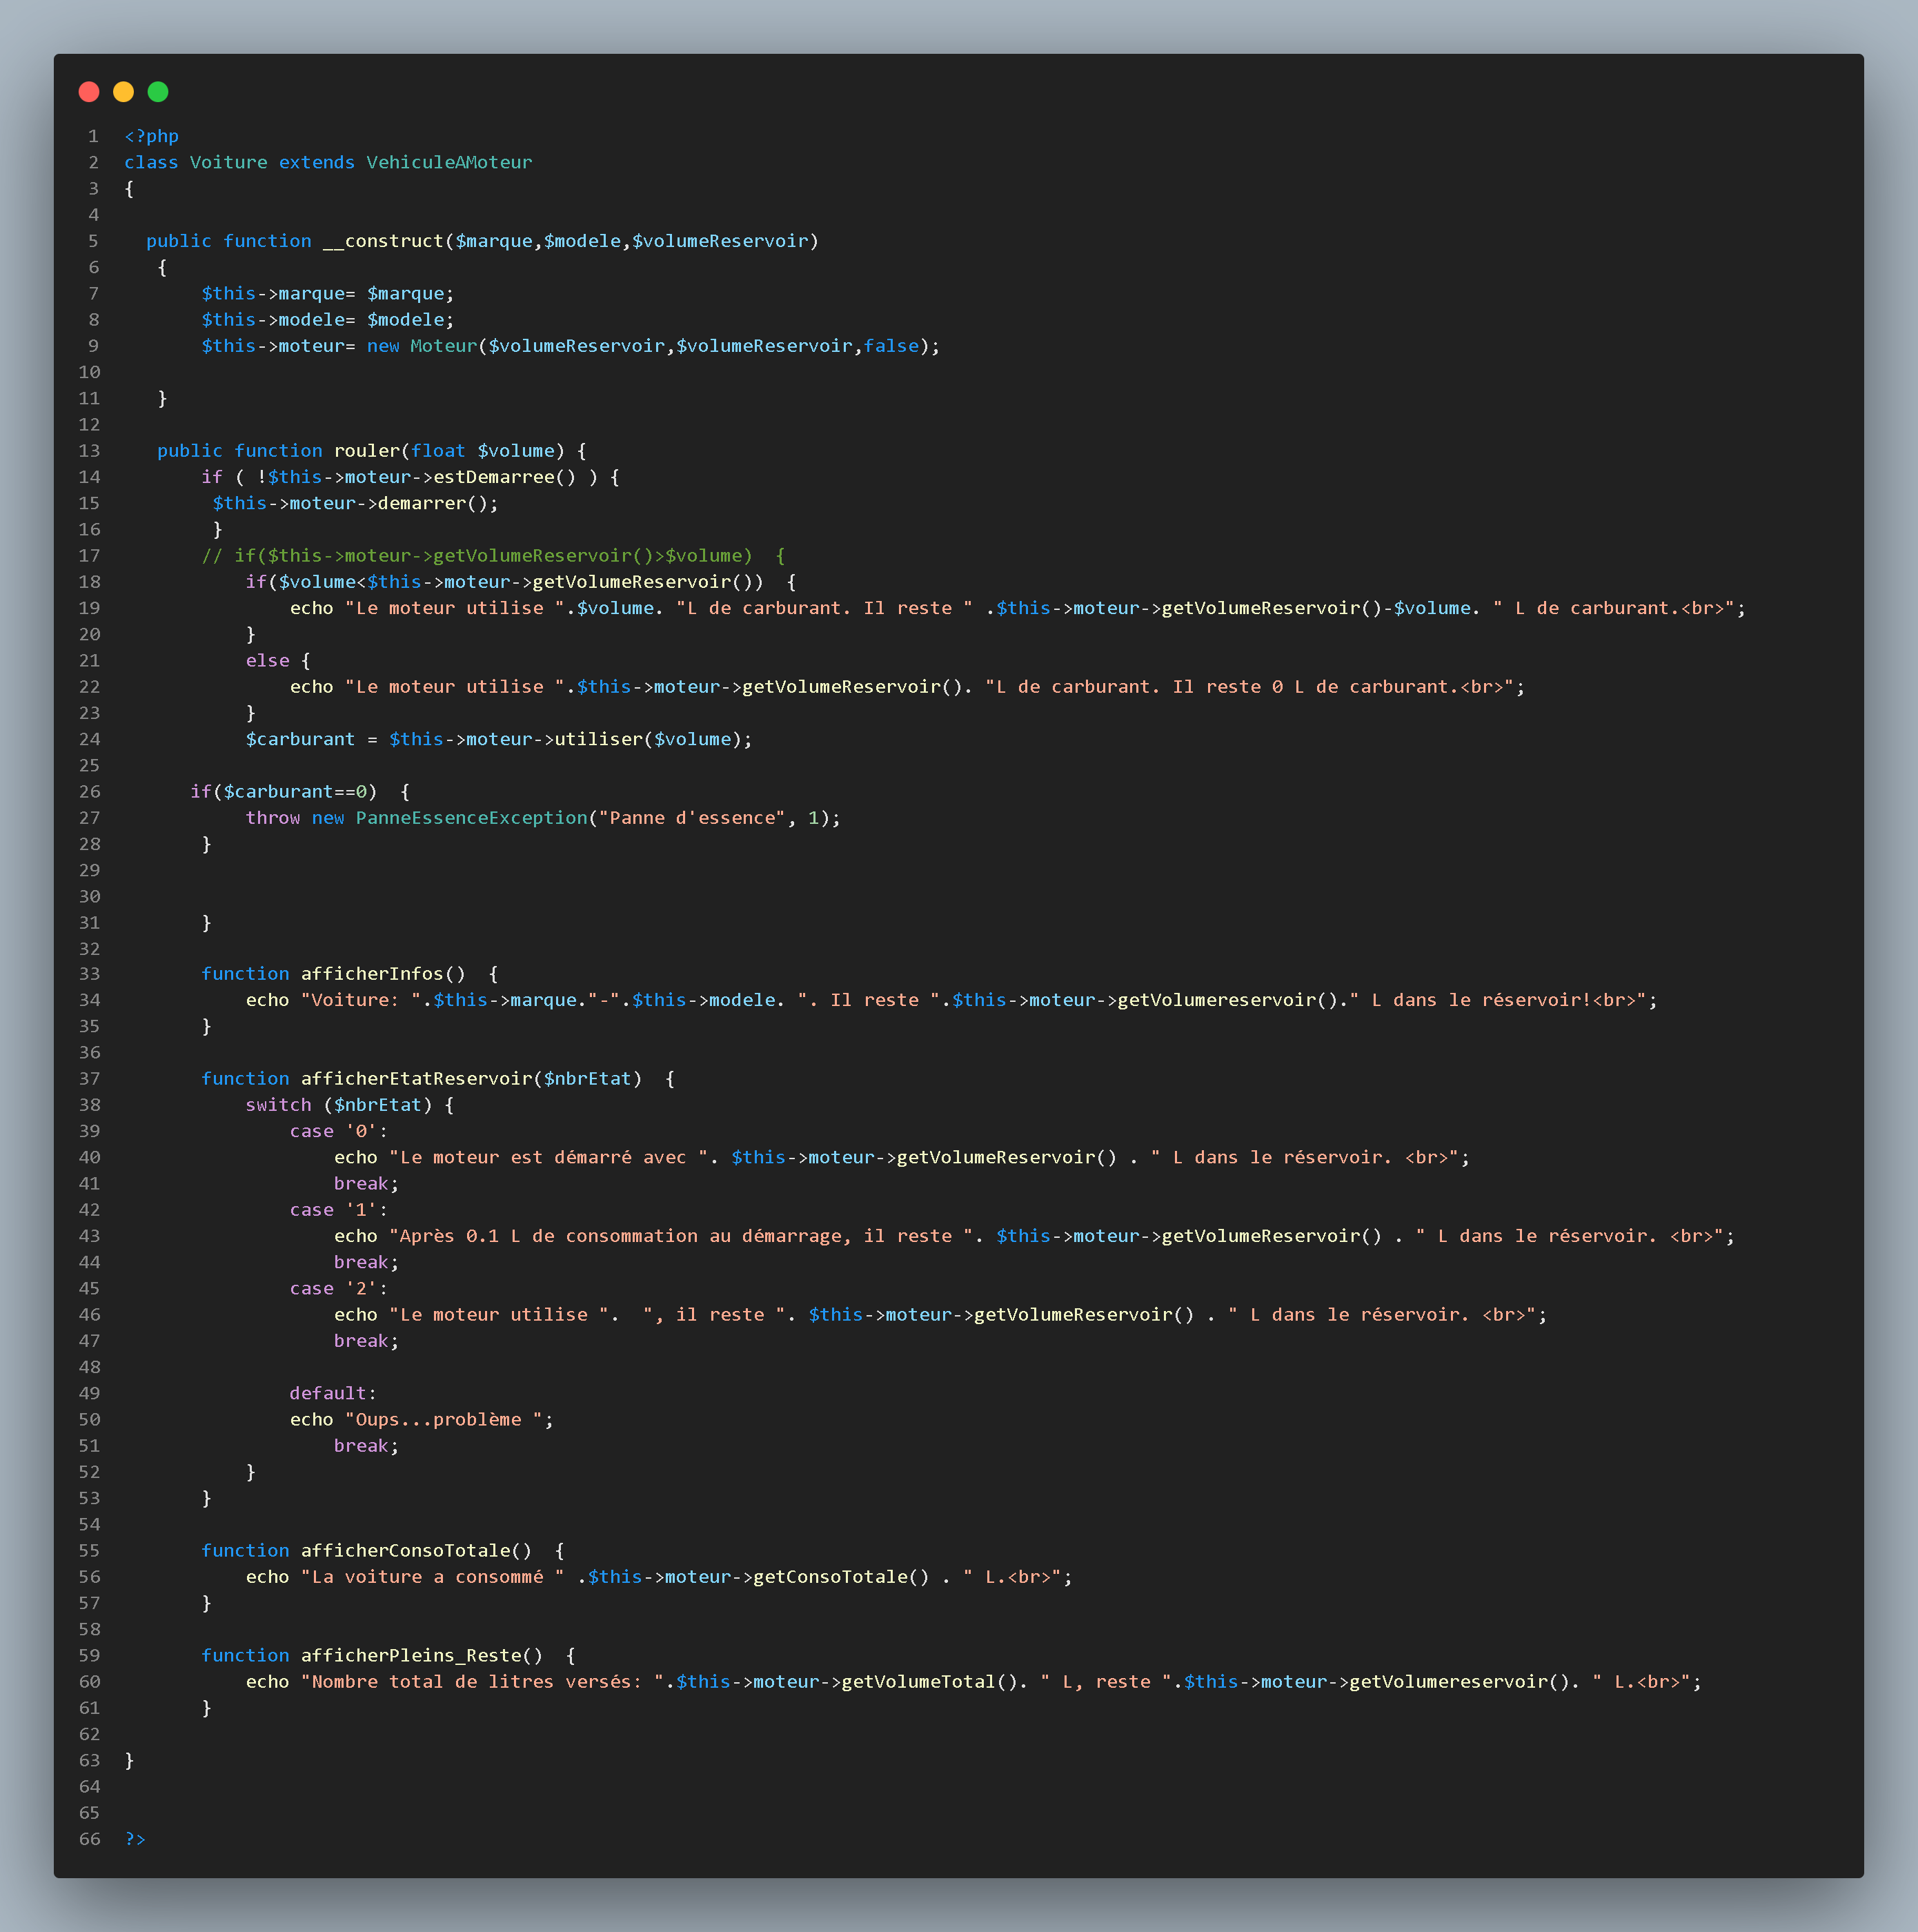 1 <?php
2 class Voiture extends VehiculeAMoteur
3 {
4
5   public function __construct($marque,$modele,$volumeReservoir)
6    {
7        $this->marque= $marque;
8        $this->modele= $modele;
9        $this->moteur= new Moteur($volumeReservoir,$volumeReservoir,false);
10
11    }
12
13    public function rouler(float $volume) {
14        if ( !$this->moteur->estDemarree() ) {
15         $this->moteur->demarrer();
16         }
17        // if($this->moteur->getVolumeReservoir()>$volume)  {
18            if($volume<$this->moteur->getVolumeReservoir())  {
19                echo "Le moteur utilise ".$volume. "L de carburant. Il reste " .$this->moteur->getVolumeReservoir()-$volume. " L de carburant.<br>";
20            }
21            else {
22                echo "Le moteur utilise ".$this->moteur->getVolumeReservoir(). "L de carburant. Il reste 0 L de carburant.<br>";
23            }
24            $carburant = $this->moteur->utiliser($volume);
25
26       if($carburant==0)  {
27            throw new PanneEssenceException("Panne d'essence", 1);
28        }
29
30
31        }
32
33        function afficherInfos()  {
34            echo "Voiture: ".$this->marque."-".$this->modele. ". Il reste ".$this->moteur->getVolumereservoir()." L dans le réservoir!<br>";
35        }
36
37        function afficherEtatReservoir($nbrEtat)  {
38            switch ($nbrEtat) {
39                case '0':
40                    echo "Le moteur est démarré avec ". $this->moteur->getVolumeReservoir() . " L dans le réservoir. <br>";
41                    break;
42                case '1':
43                    echo "Après 0.1 L de consommation au démarrage, il reste ". $this->moteur->getVolumeReservoir() . " L dans le réservoir. <br>";
44                    break;
45                case '2':
46                    echo "Le moteur utilise ".  ", il reste ". $this->moteur->getVolumeReservoir() . " L dans le réservoir. <br>";
47                    break;
48
49                default:
50                echo "Oups...problème ";
51                    break;
52            }
53        }
54
55        function afficherConsoTotale()  {
56            echo "La voiture a consommé " .$this->moteur->getConsoTotale() . " L.<br>";
57        }
58
59        function afficherPleins_Reste()  {
60            echo "Nombre total de litres versés: ".$this->moteur->getVolumeTotal(). " L, reste ".$this->moteur->getVolumereservoir(). " L.<br>";
61        }
62
63 }
64
65
66 ?>